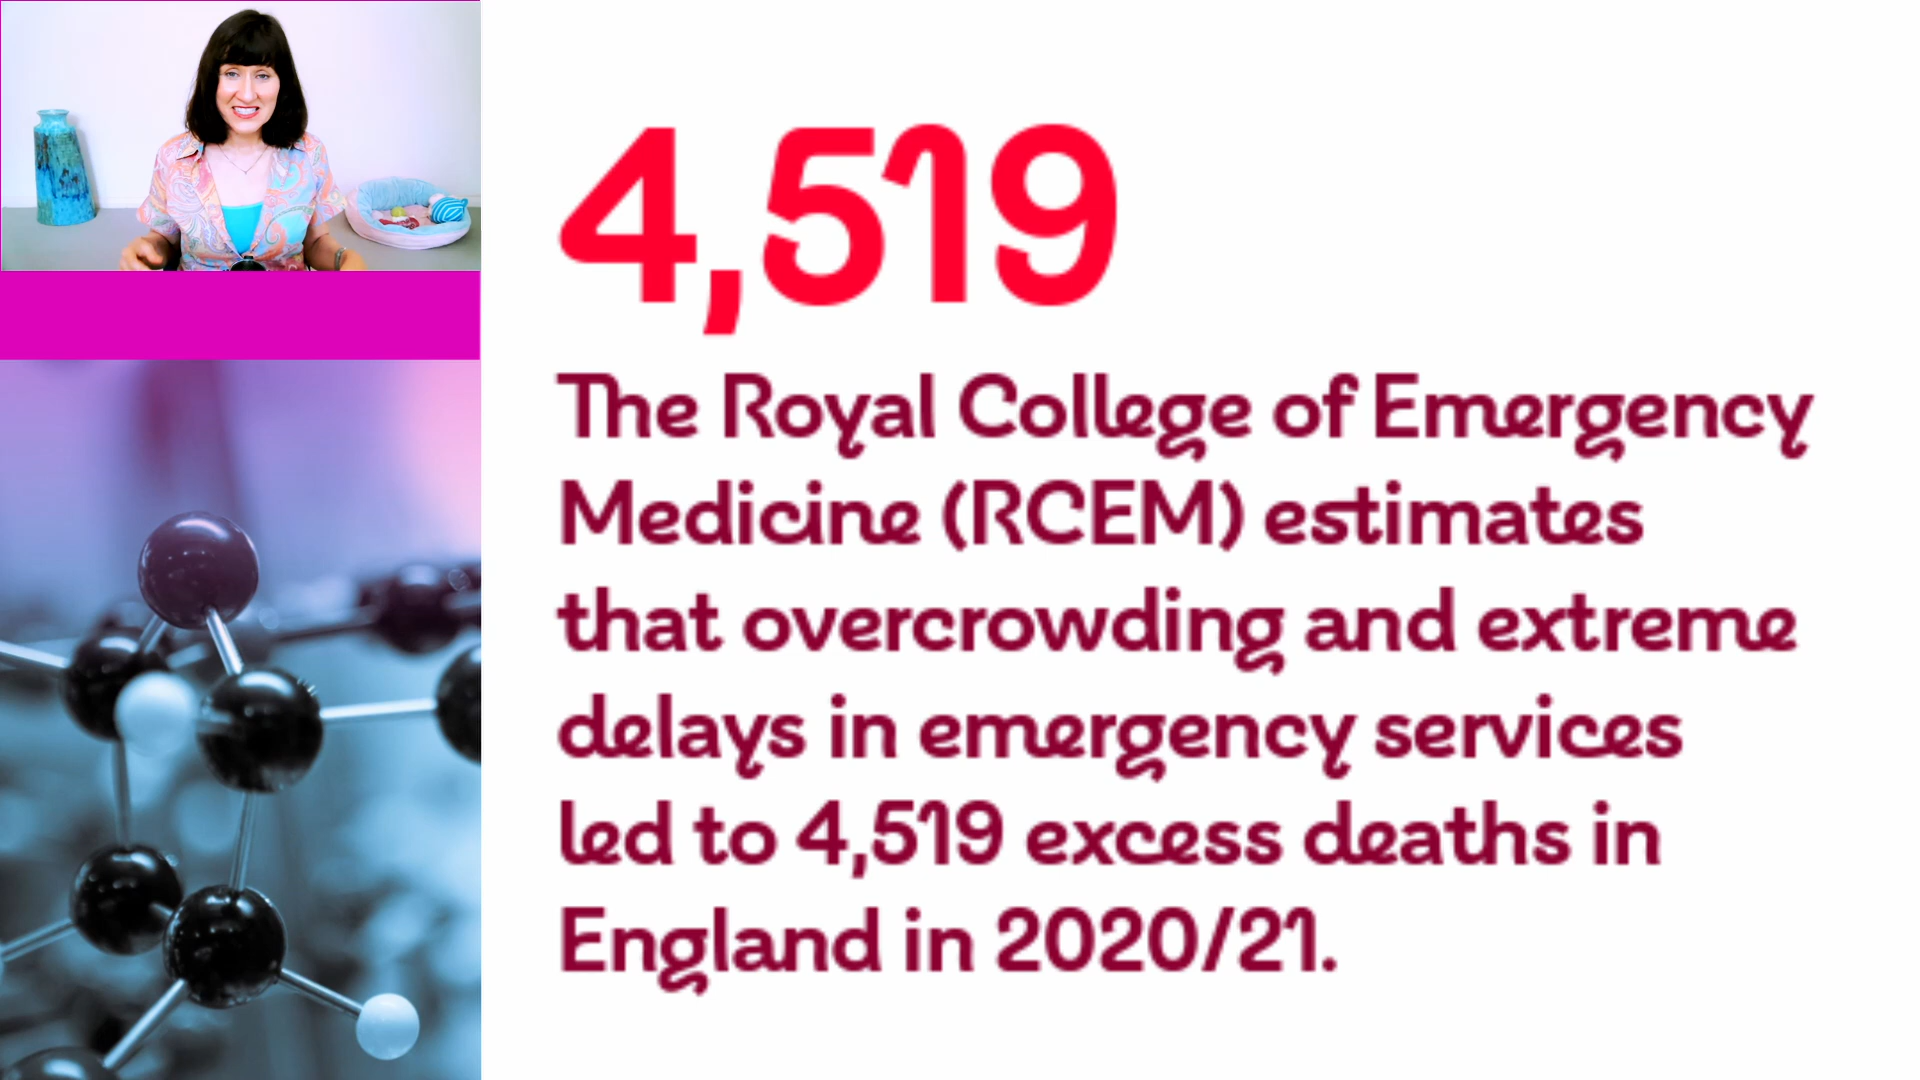 4,519
The Royal College of Emergency
Medicine (RCEM) estimates
that overcrowding and extreme
delays in emergency services
led to 4,519 excess deaths in
England in 2020/21.